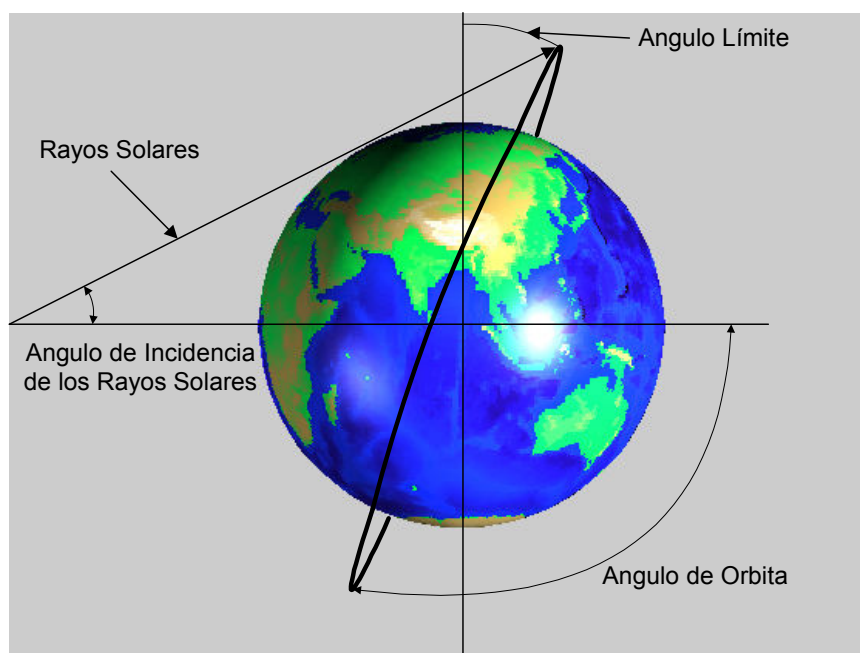 Angulo Límite
Rayos Solares
Angulo de Incidencia
de los Rayos Solares
Angulo de Orbita